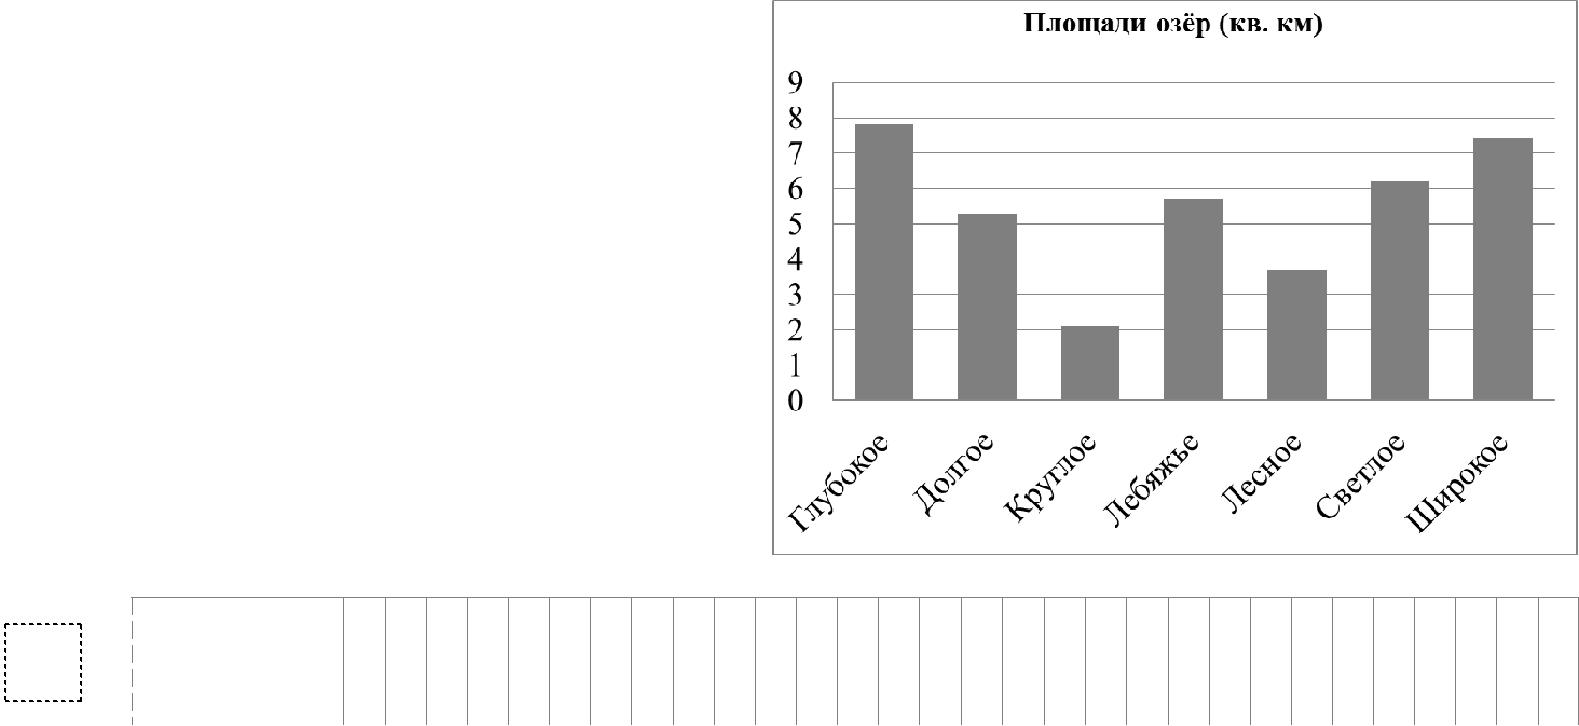 Площади озёр (кв. км)
9
8
7
6
5
4
3
2
1
0
Глубокое
Долгое
Круглое
Лебяжье
Лесное
Светлое
Широкое